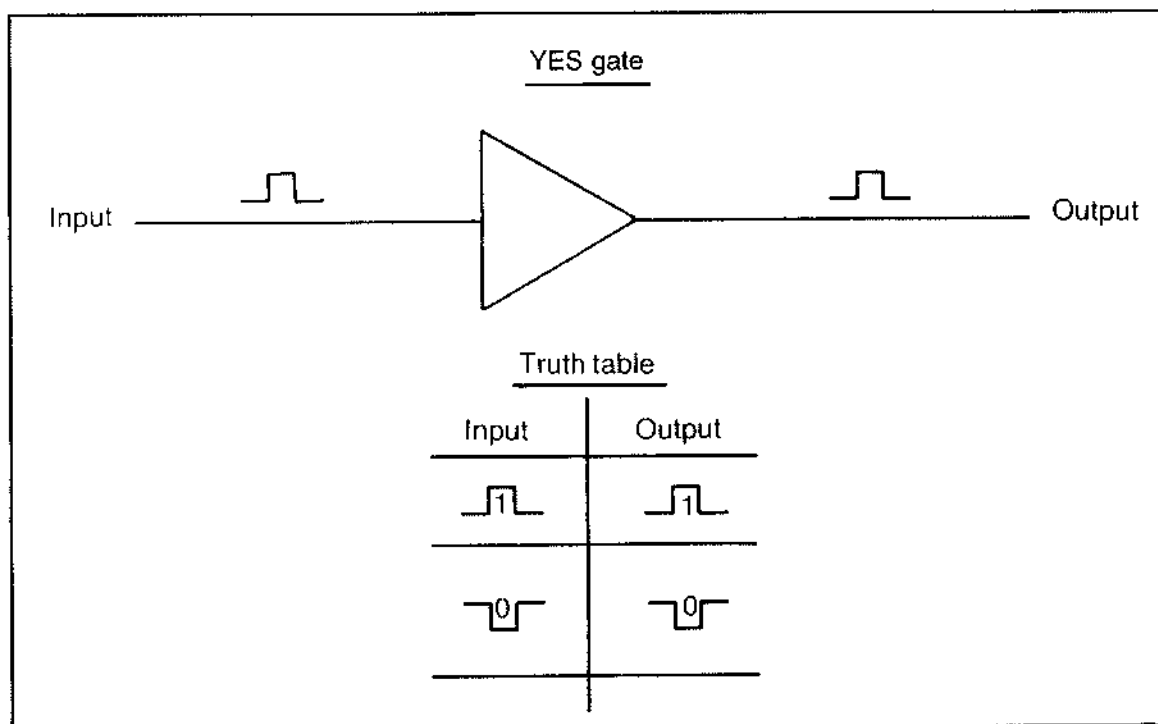 YES gate
Input
Output
Truth table
Input Output
1 1
0 0